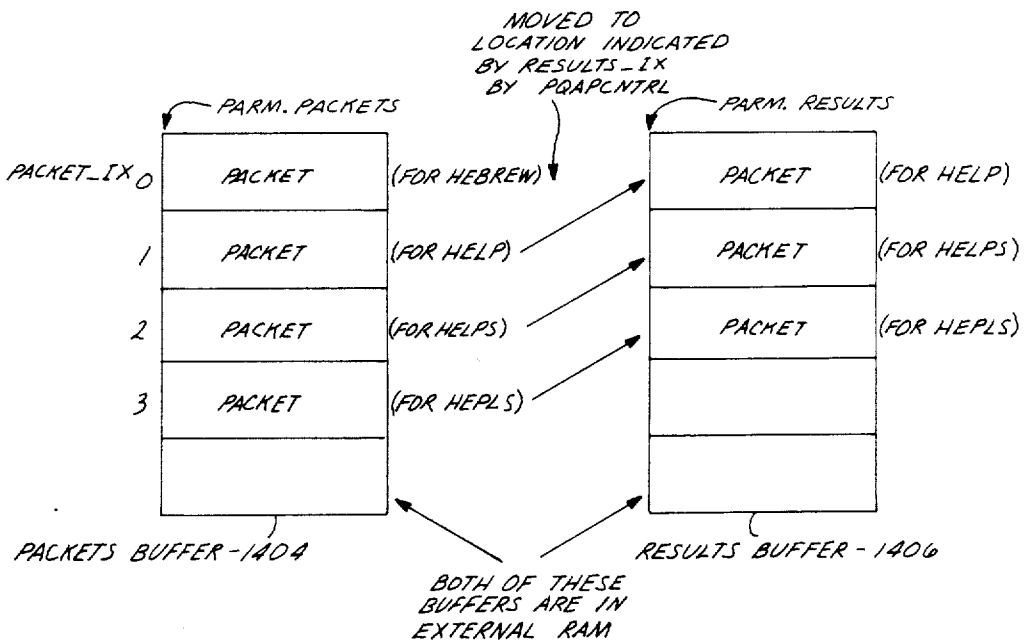 MOVED TO
LOCATION INDICATED
BY RESULTS_IX
BY PQAPCNTRL
PARM. PACKETS
PARM. RESULTS
PACKET_IX 0 PACKET (FOR HEBREW)
PACKET (FOR HELP)
1 PACKET (FOR HELP)
PACKET (FOR HELPS)
2 PACKET (FOR HELPS)
PACKET (FOR HEPLS)
3 PACKET (FOR HEPLS)
PACKETS BUFFER-1404
RESULTS BUFFER-1406
BOTH OF THESE
BUFFERS ARE IN
EXTERNAL RAM